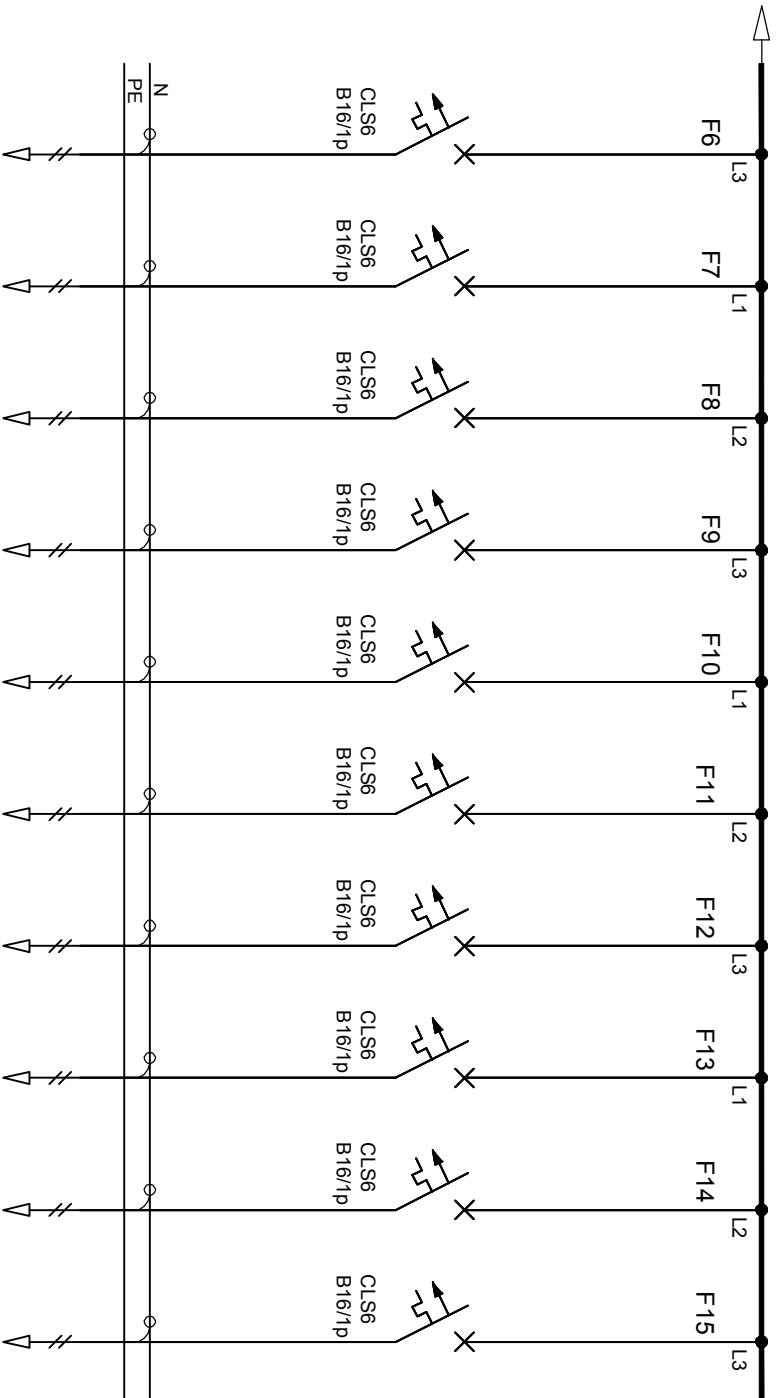 F6
L3
CLS6
B16/1p
F7
L1
CLS6
B16/1p
F8
L2
CLS6
B16/1p
F9
L3
CLS6
B16/1p
F10
L1
CLS6
B16/1p
F11
L2
CLS6
B16/1p
F12
L3
CLS6
B16/1p
F13
L1
CLS6
B16/1p
F14
L2
CLS6
B16/1p
F15
L3
CLS6
B16/1p
N
PE